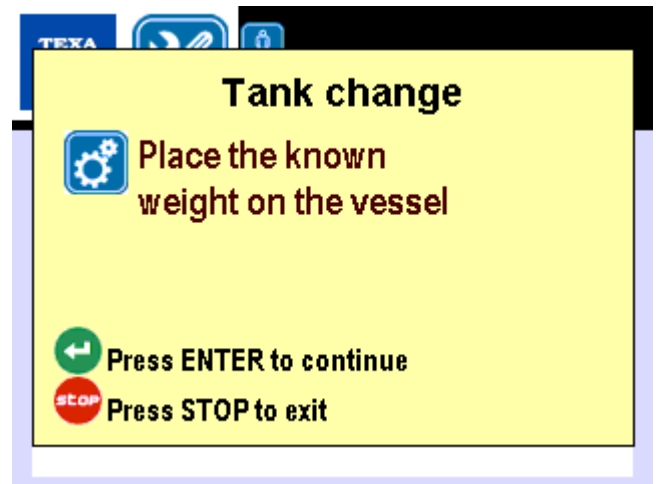 TEXA
Tank change
Place the known
weight on the vessel
Press ENTER to continue
stop
Press STOP to exit